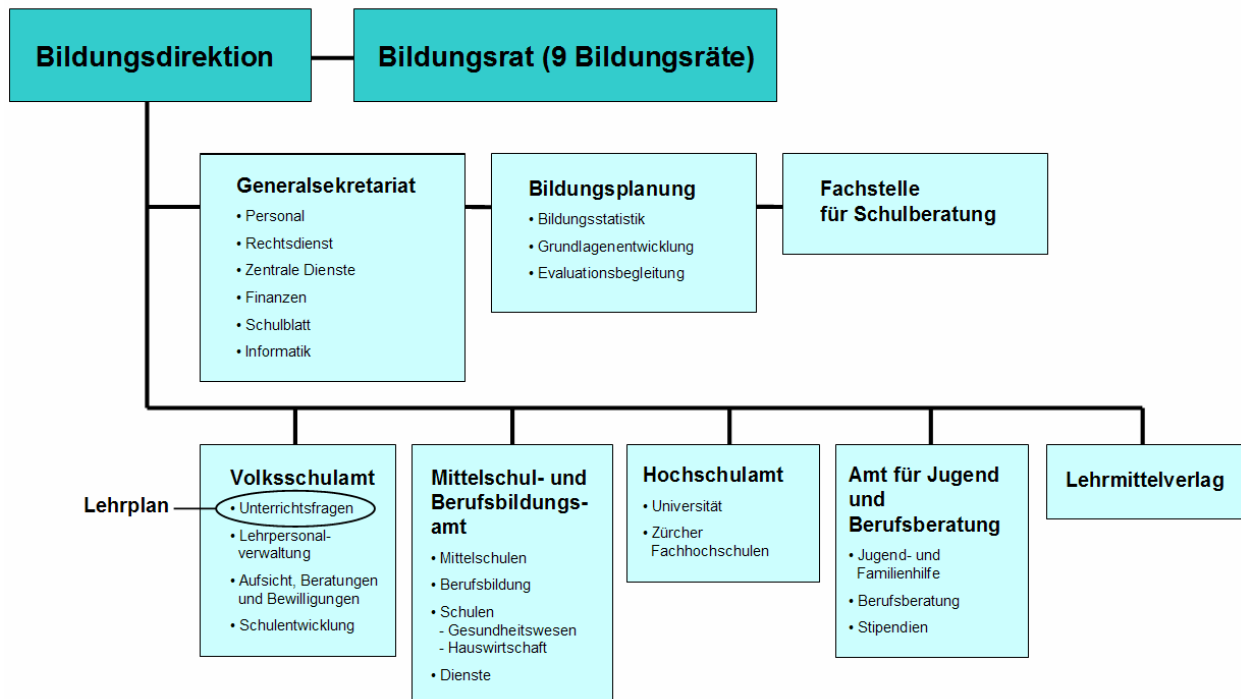 Bildungsdirektion
Bildungsrat (9 Bildungsräte)
Generalsekretariat
• Personal
• Rechtsdienst
• Zentrale Dienste
• Finanzen
• Schulblatt
• Informatik
Bildungsplanung
• Bildungsstatistik
• Grundlagenentwicklung
• Evaluationsbegleitung
Fachstelle
für Schulberatung
Lehrplan
Volksschulamt
• Unterrichtsfragen
• Lehrpersonal-
verwaltung
• Aufsicht, Beratungen
und Bewilligungen
• Schulentwicklung
Mittelschul- und
Berufsbildungs-
amt
• Mittelschulen
• Berufsbildung
• Schulen
- Gesundheitswesen
- Hauswirtschaft
• Dienste
Hochschulamt
• Universität
• Zürcher
Fachhochschulen
Amt für Jugend
und
Berufsberatung
• Jugend- und
Familienhilfe
• Berufsberatung
• Stipendien
Lehrmittelverlag